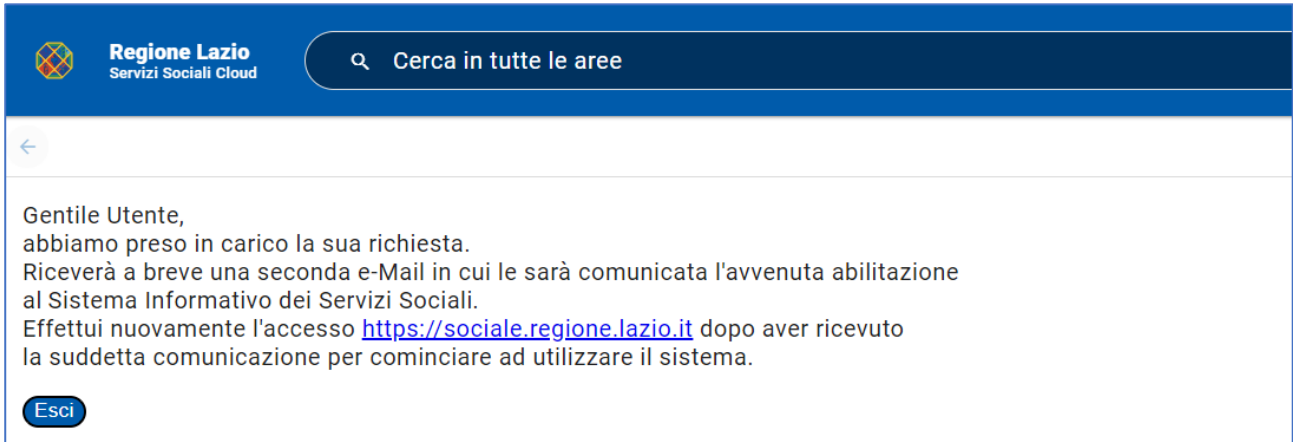 Regione Lazio
Servizi Sociali Cloud
Cerca in tutte le aree
Gentile Utente,
abbiamo preso in carico la sua richiesta.
Riceverà a breve una seconda e-Mail in cui le sarà comunicata l'avvenuta abilitazione
al Sistema Informativo dei Servizi Sociali.
Effettui nuovamente l'accesso https://sociale.regione.lazio.it dopo aver ricevuto
la suddetta comunicazione per cominciare ad utilizzare il sistema.
Esci